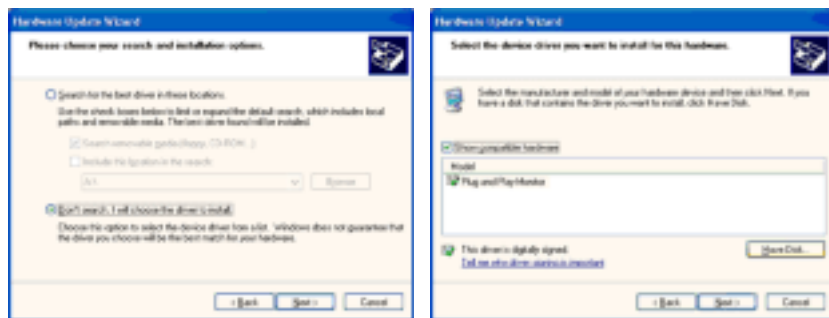 Hardware Update Wizard
Please choose your search and installation options.
Search for the best driver in these locations.
Use the check boxes below to limit or expand the default search, which includes local
paths and removable media. The best driver found will be installed.
Search removable media (floppy, CD-ROM...)
Include this location in the search:
A:\
Browse
Don't search. I will choose the driver to install.
Choose this option to select the device driver from a list. Windows does not guarantee that
the driver you choose will be the best match for your hardware.
< Back
Next >
Cancel
Hardware Update Wizard
Select the device driver you want to install for this hardware.
Select the manufacturer and model of your hardware device and then click Next. If you
have a disk that contains the driver you want to install, click Have Disk.
Show compatible hardware
Model
Plug and Play Monitor
This driver is digitally signed.
Tell me why driver signing is important
Have Disk...
< Back
Next >
Cancel